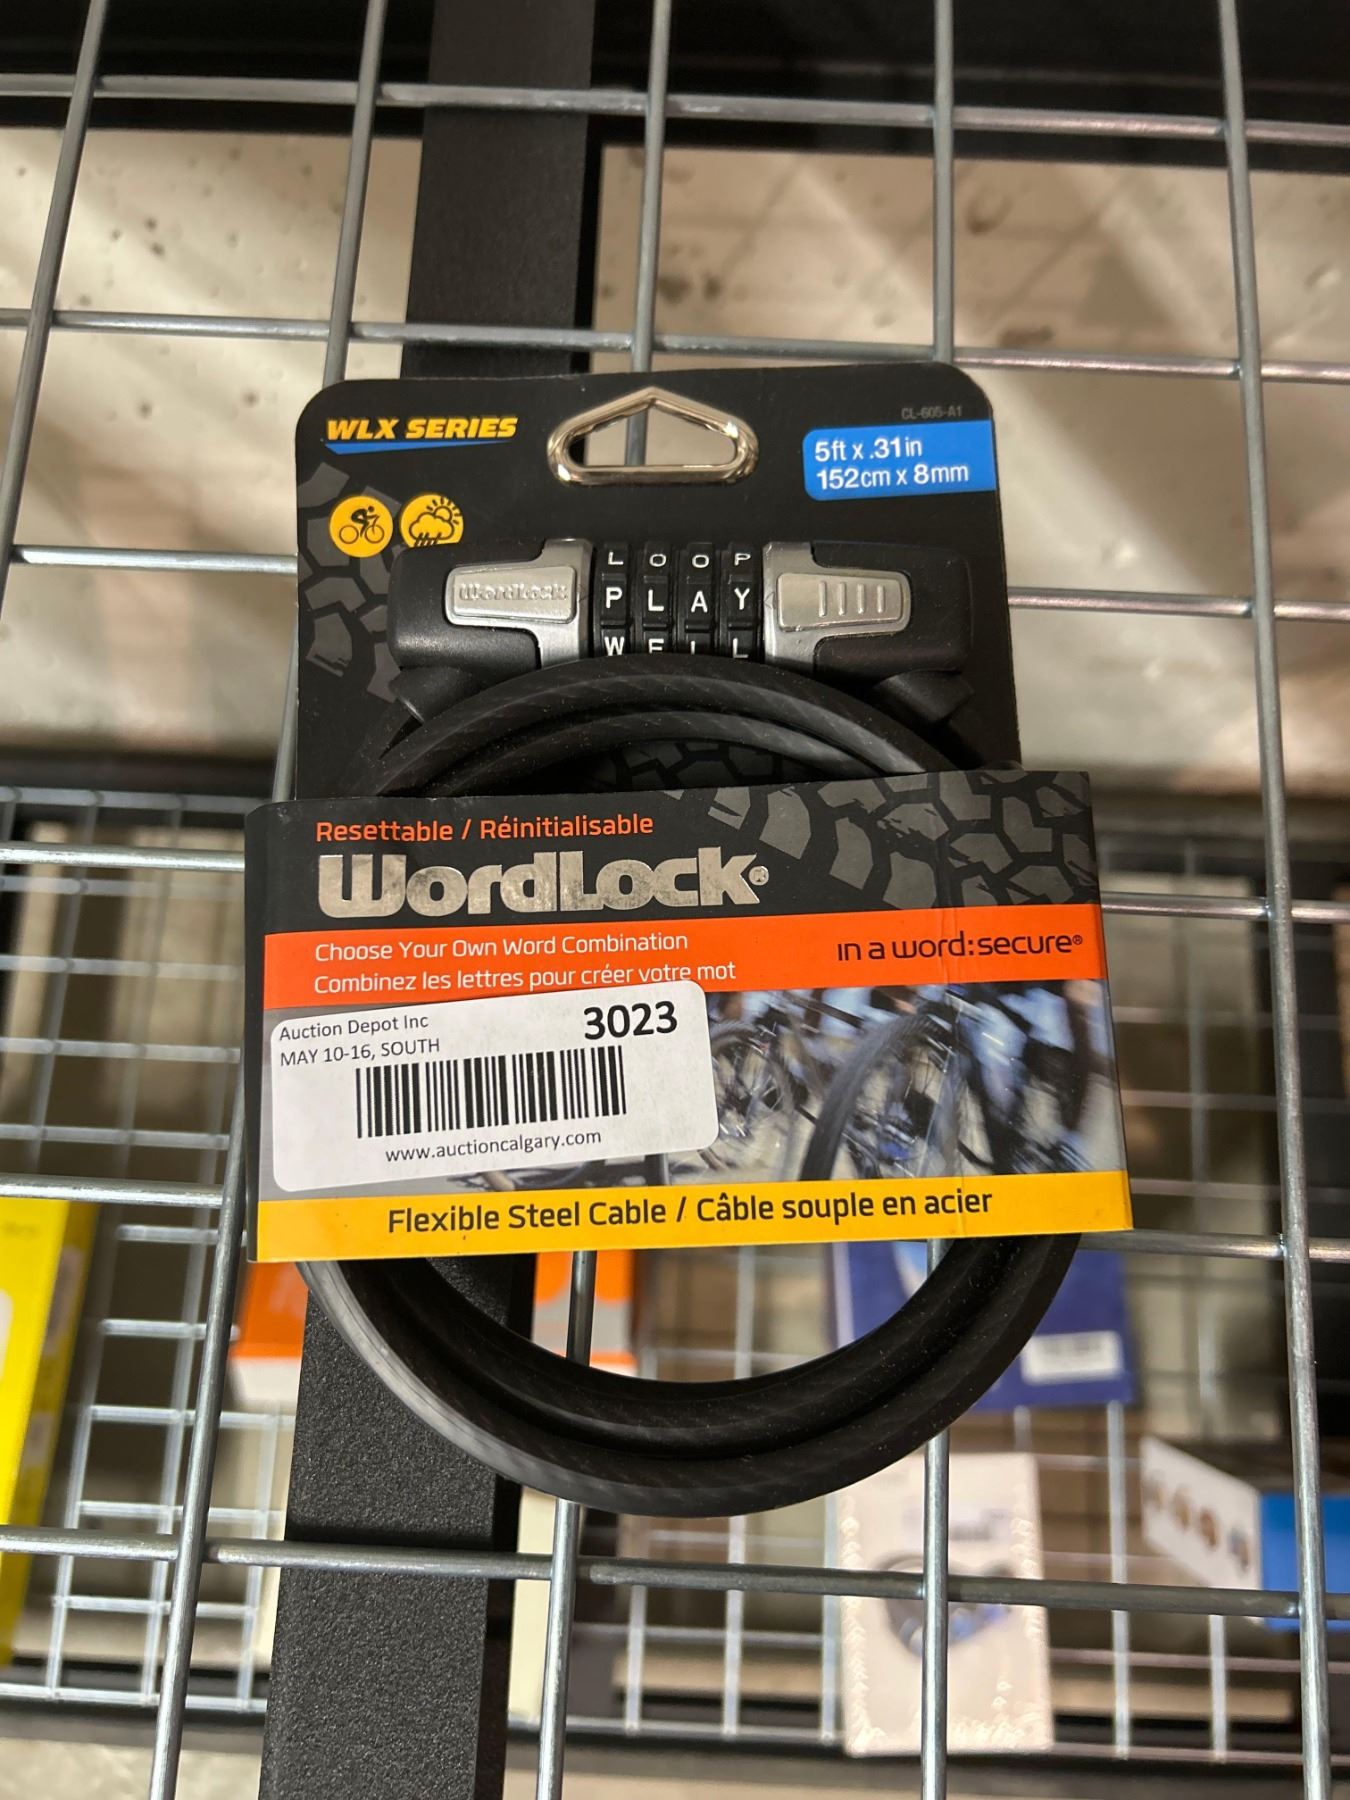 CL-605-A1
WLX SERIES
5ft x .31in
152cm x 8mm
LOOP
WordLock PLAY
WELL
Resettable / Réinitialisable
WordLock®
Choose Your Own Word Combination
in a word:secure®
Combinez les lettres pour créer votre mot
Auction Depot Inc
3023
MAY 10-16, SOUTH
www.auctioncalgary.com
Flexible Steel Cable / Câble souple en acier